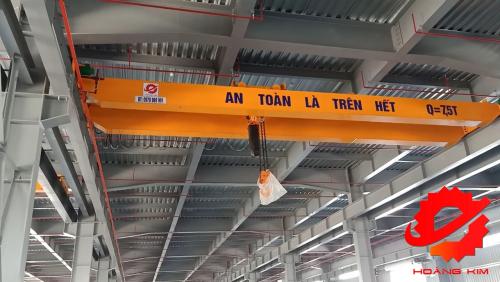 AN TOÀN LÀ TRÊN HẾT Q=7,5T
HOÀNG KIM